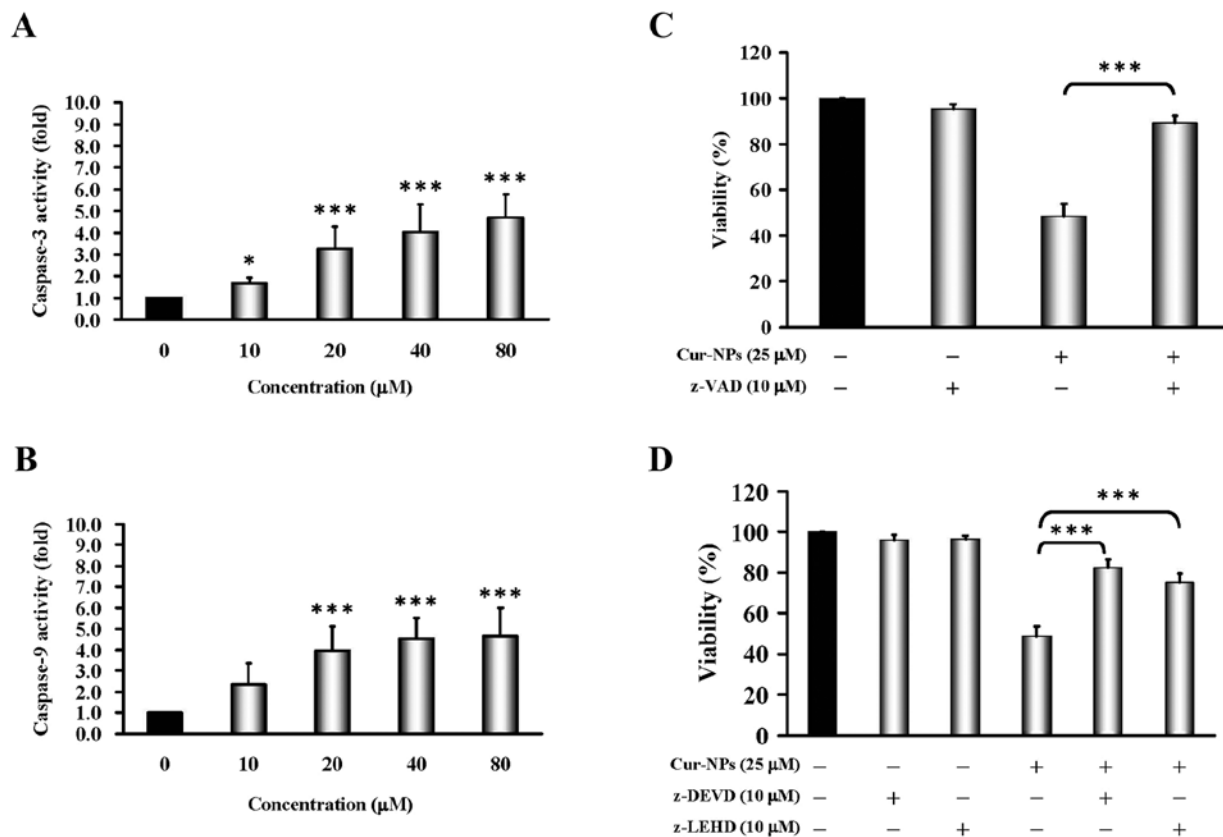 A
Caspase-3 activity (fold)
10.0
9.0
8.0
7.0
6.0
5.0
4.0
3.0
2.0
1.0
0.0
*
***
***
***
0 10 20 40 80
Concentration (μM)
B
Caspase-9 activity (fold)
10.0
9.0
8.0
7.0
6.0
5.0
4.0
3.0
2.0
1.0
0.0
***
***
***
0 10 20 40 80
Concentration (μM)
C
Viability (%)
120
100
80
60
40
20
0
***
Cur-NPs (25 μM) − − + +
z-VAD (10 μM) − + − +
D
Viability (%)
120
100
80
60
40
20
0
***
***
Cur-NPs (25 μM) − − − + + +
z-DEVD (10 μM) − + − − + −
z-LEHD (10 μM) − − + − − +